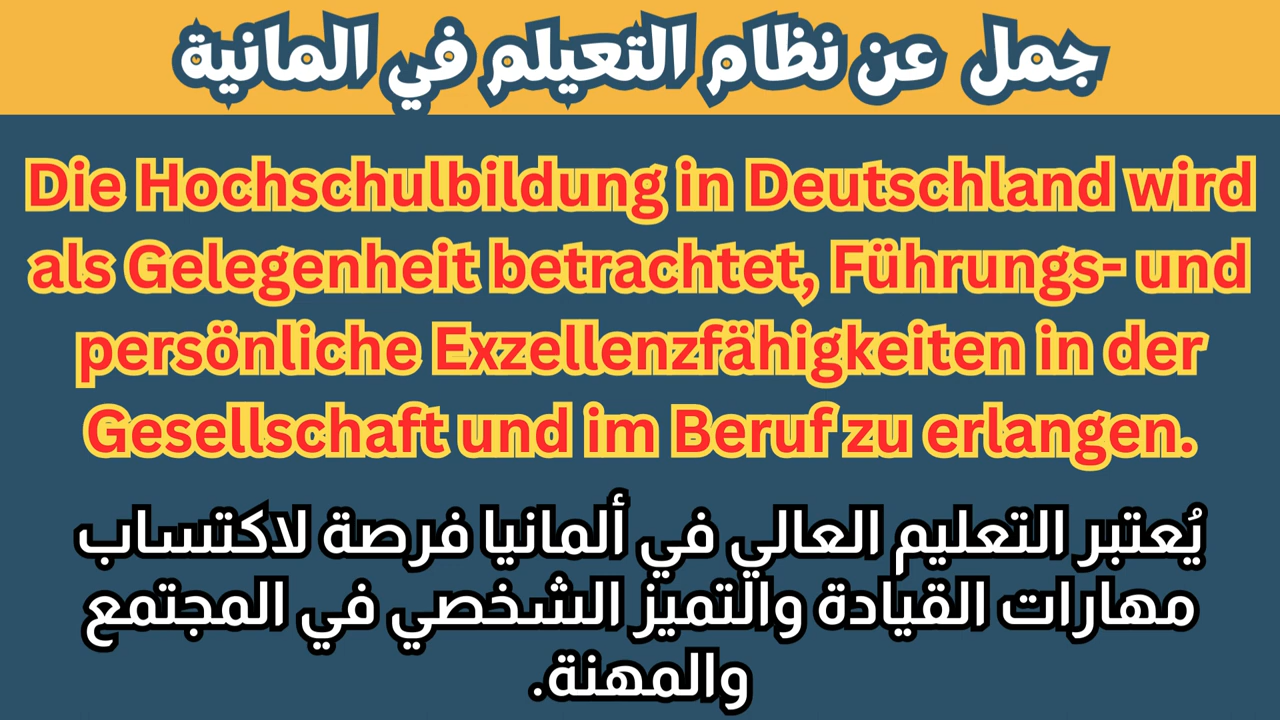 جمل عن نظام التعيلم في المانية
Die Hochschulbildung in Deutschland wird
als Gelegenheit betrachtet, Führungs- und
persönliche Exzellenzfähigkeiten in der
Gesellschaft und im Beruf zu erlangen.
يُعتبر التعليم العالي في ألمانيا فرصة لاكتساب
مهارات القيادة والتميز الشخصي في المجتمع
والمهنة.